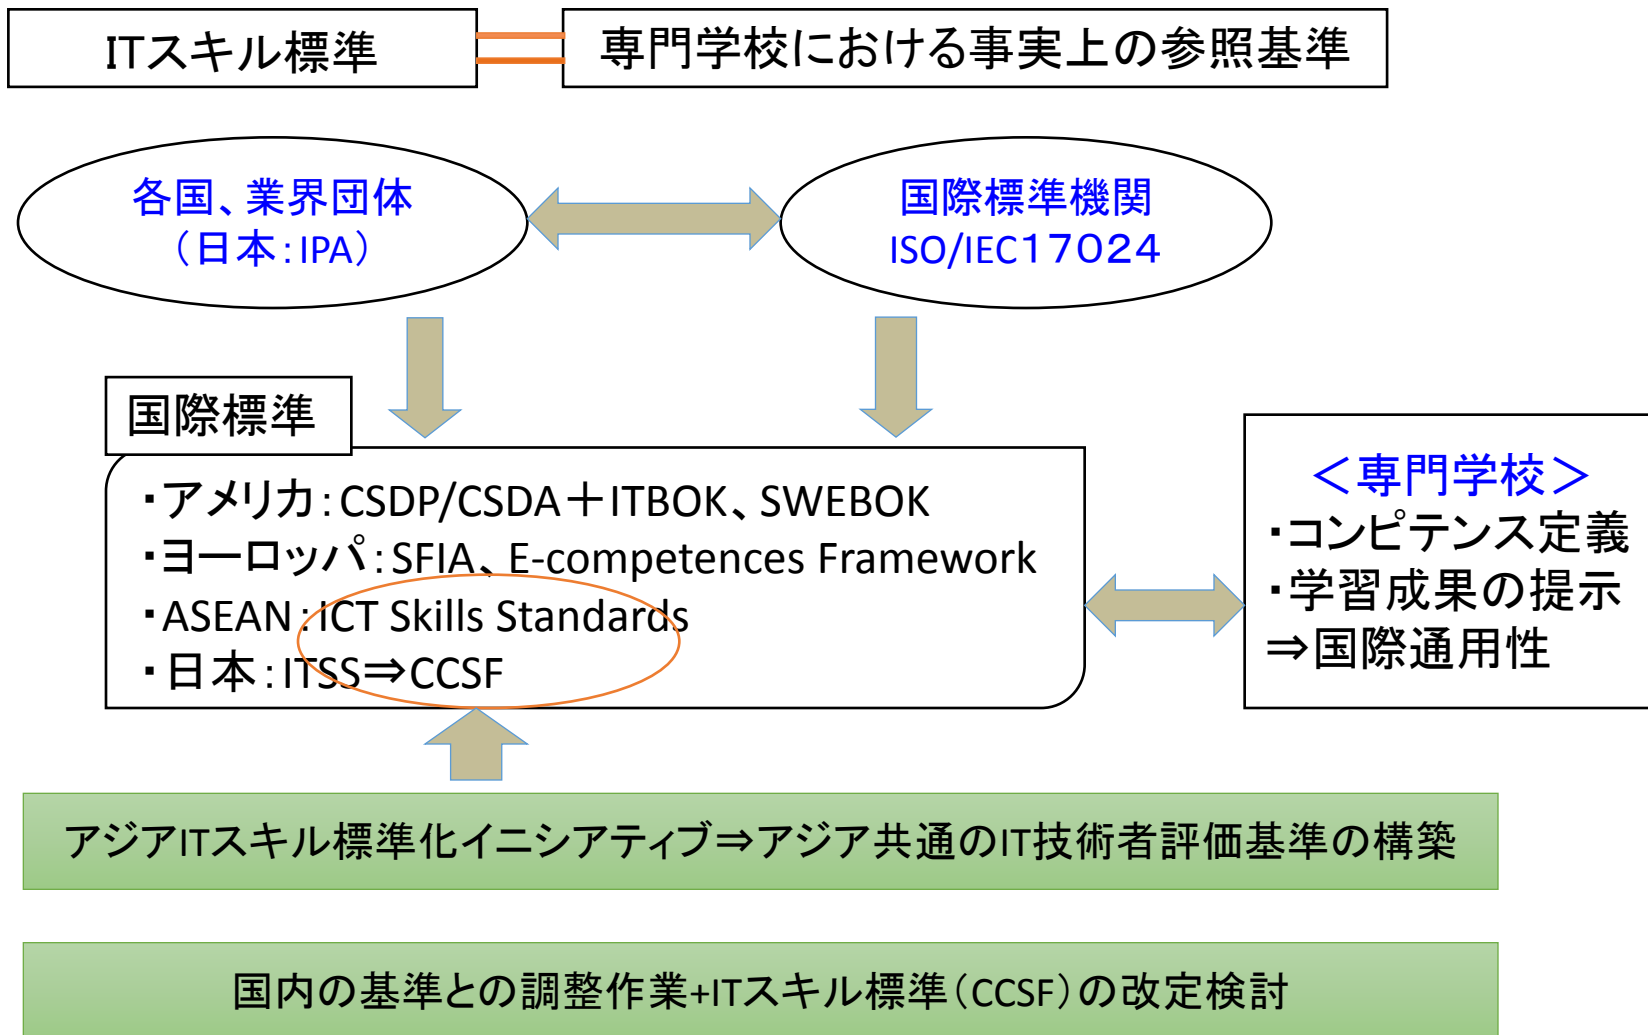 ITスキル標準
専門学校における事実上の参照基準
各国、業界団体
（日本：IPA）
国際標準機関
ISO/IEC１７０２４
国際標準
・アメリカ：CSDP/CSDA＋ITBOK、SWEBOK
・ヨーロッパ：SFIA、E-competences Framework
・ASEAN：ICT Skills Standards
・日本：ITSS⇒CCSF
＜専門学校＞
・コンピテンス定義
・学習成果の提示
⇒国際通用性
アジアITスキル標準化イニシアティブ⇒アジア共通のIT技術者評価基準の構築
国内の基準との調整作業+ITスキル標準（CCSF）の改定検討